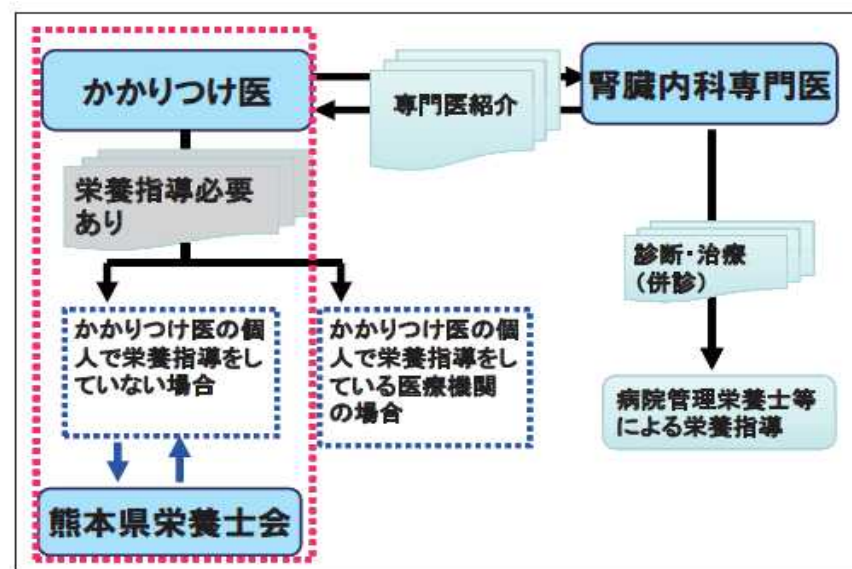 かかりつけ医
専門医紹介
腎臓内科専門医
栄養指導必要
あり
診断・治療
（併診）
かかりつけ医の個
人で栄養指導をし
ていない場合
かかりつけ医の個
人で栄養指導をし
ている医療機関
の場合
病院管理栄養士等
による栄養指導
熊本県栄養士会